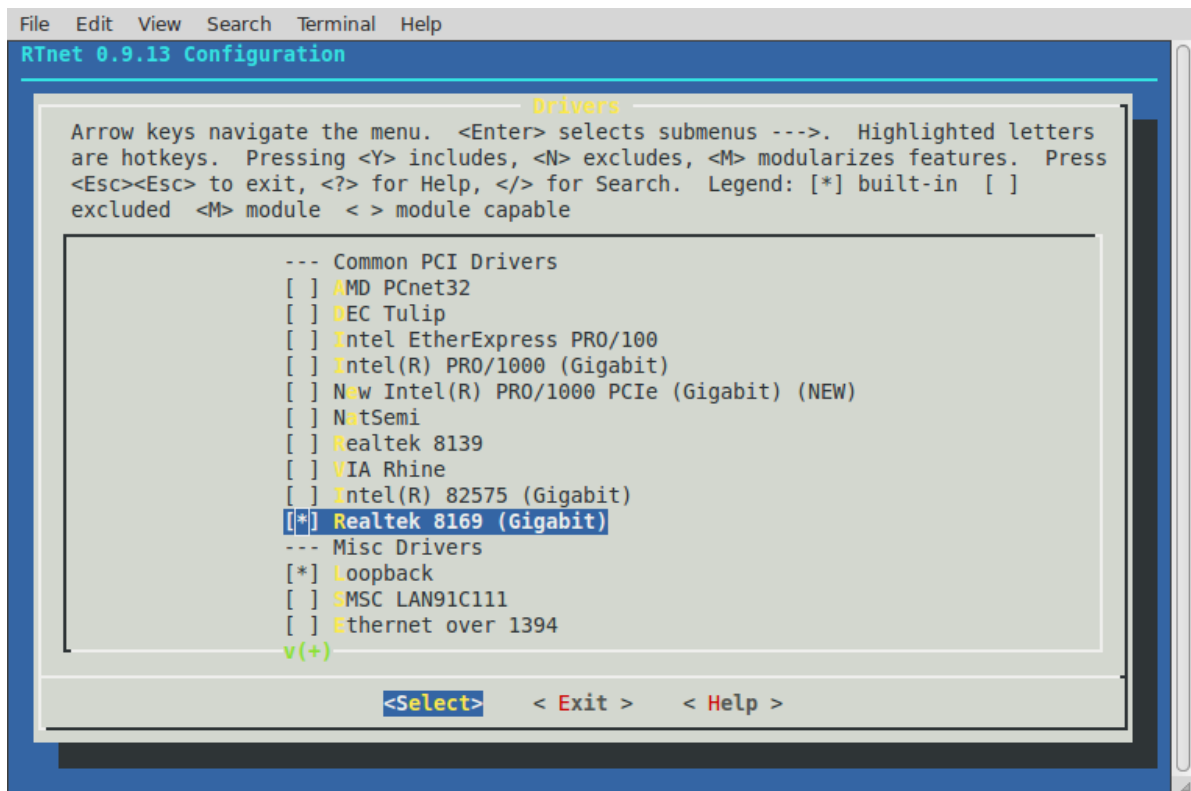 File Edit View Search Terminal Help
RTnet 0.9.13 Configuration
Drivers
Arrow keys navigate the menu. <Enter> selects submenus --->. Highlighted letters
are hotkeys. Pressing <Y> includes, <N> excludes, <M> modularizes features. Press
<Esc><Esc> to exit, <?> for Help, </> for Search. Legend: [*] built-in [ ]
excluded <M> module < > module capable
--- Common PCI Drivers
[ ] AMD PCnet32
[ ] DEC Tulip
[ ] Intel EtherExpress PRO/100
[ ] Intel(R) PRO/1000 (Gigabit)
[ ] New Intel(R) PRO/1000 PCIe (Gigabit) (NEW)
[ ] NatSemi
[ ] Realtek 8139
[ ] VIA Rhine
[ ] Intel(R) 82575 (Gigabit)
[*] Realtek 8169 (Gigabit)
--- Misc Drivers
[*] Loopback
[ ] SMSC LAN91C111
[ ] Ethernet over 1394
v(+)
<Select> < Exit > < Help >